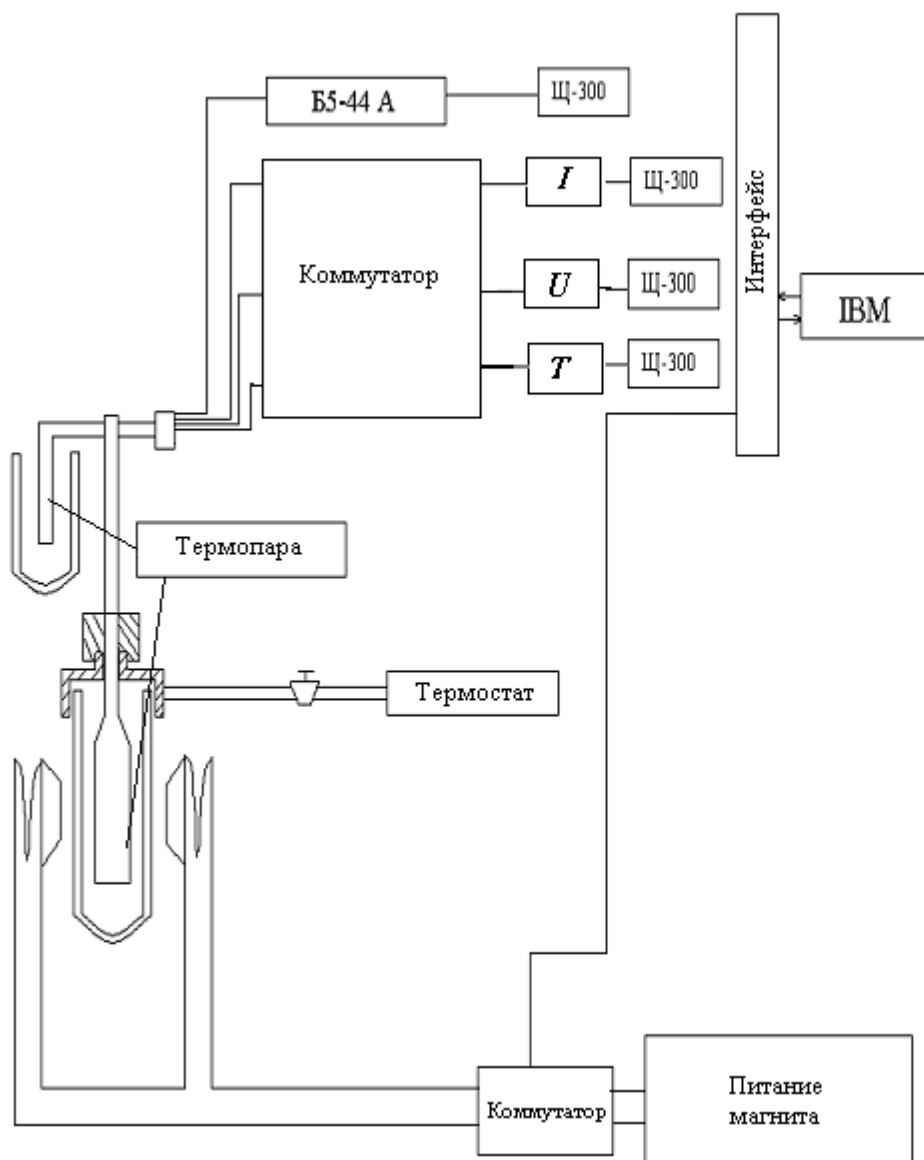 Б5-44 А
Щ-300
I
Щ-300
Коммутатор
U
Щ-300
T
Щ-300
Интерфейс
IBM
Термопара
Термостат
Коммутатор
Питание
магнита